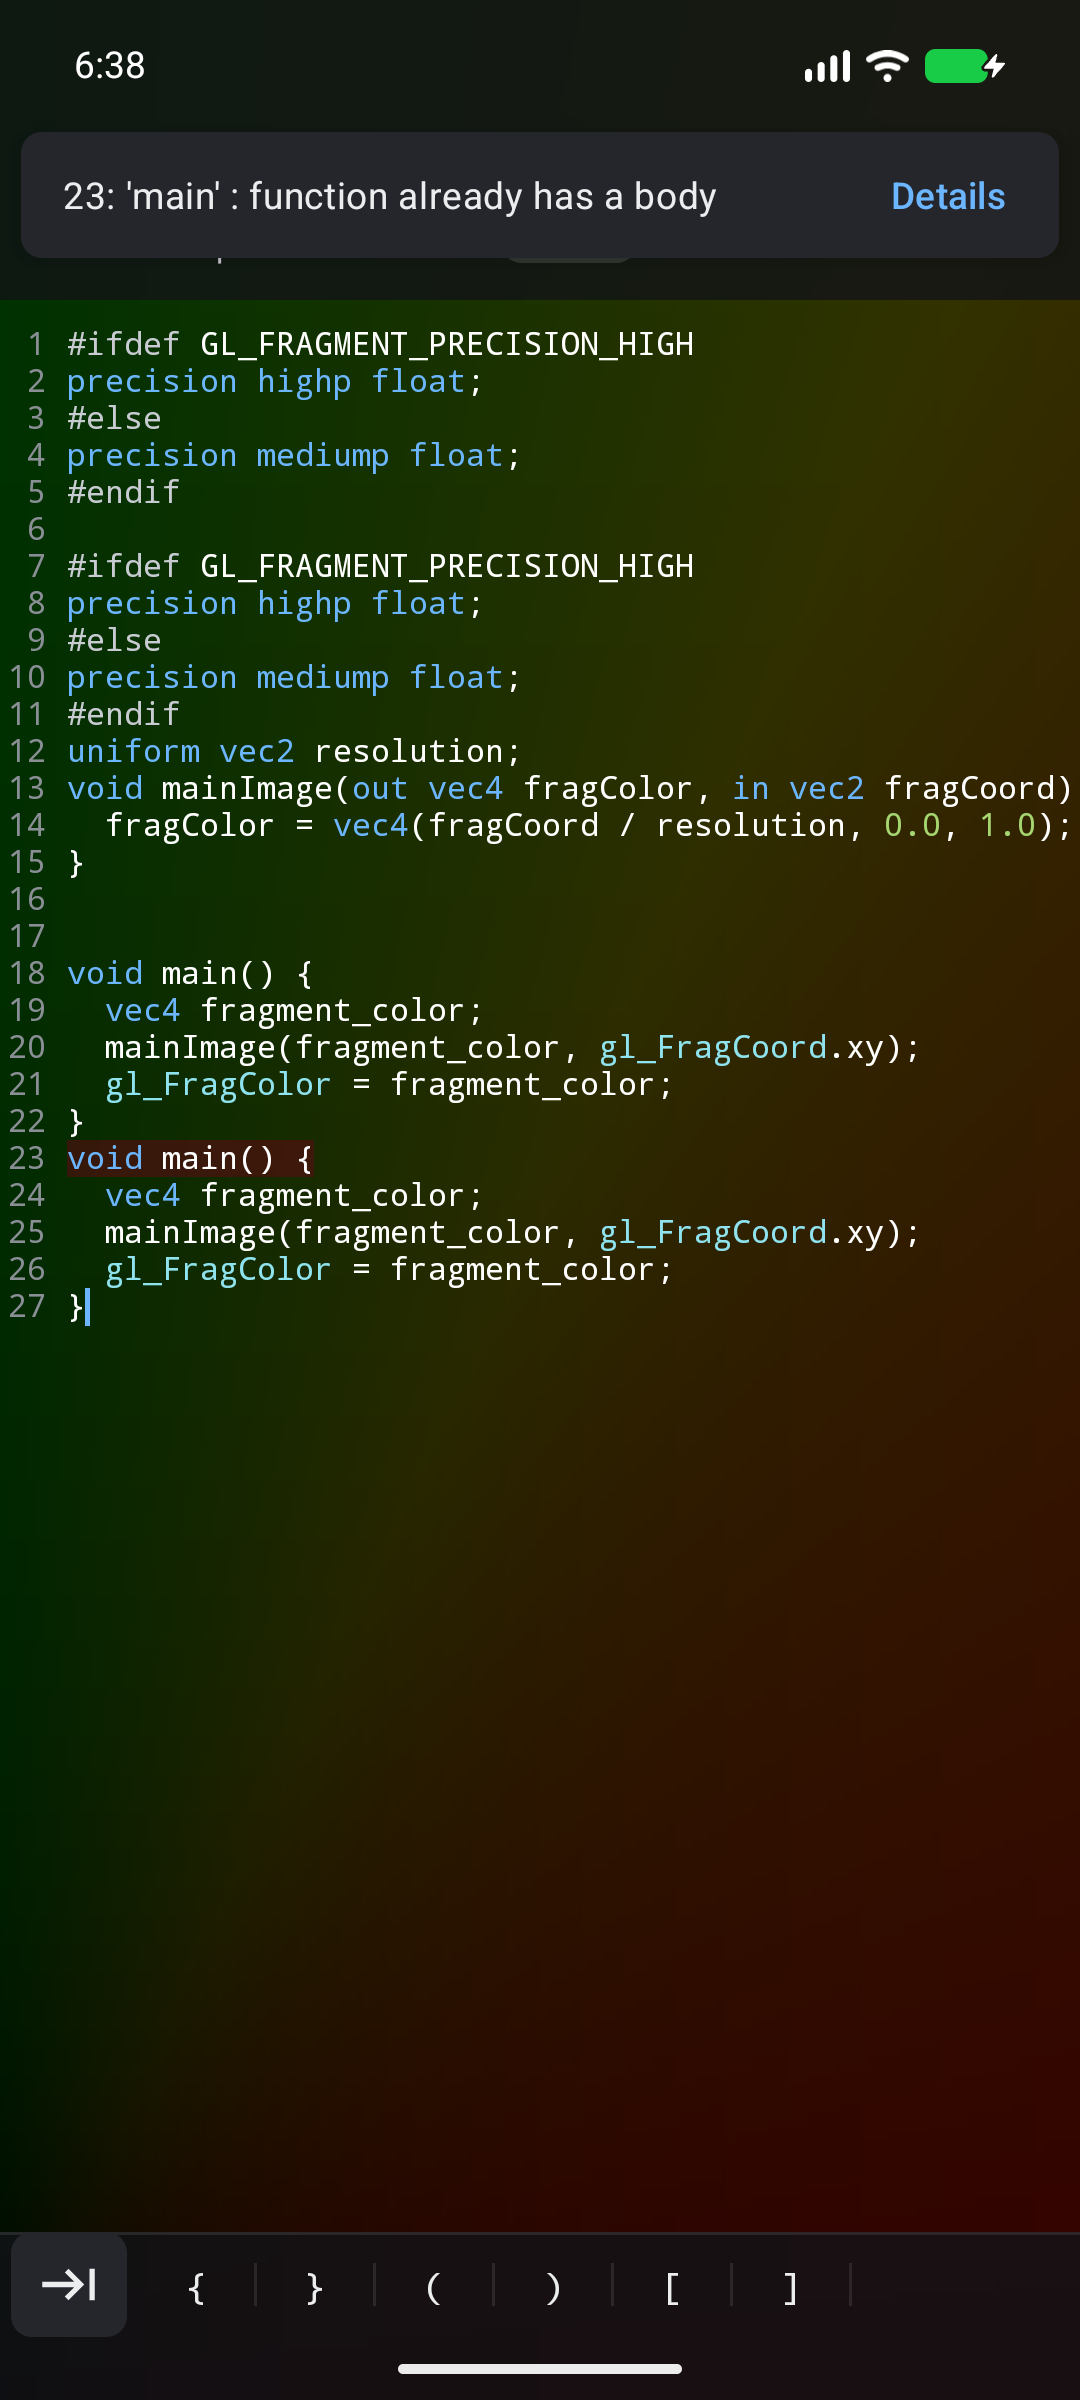 6:38
23: 'main' : function already has a body
Details
1 #ifdef GL_FRAGMENT_PRECISION_HIGH
2 precision highp float;
3 #else
4 precision mediump float;
5 #endif
6
7 #ifdef GL_FRAGMENT_PRECISION_HIGH
8 precision highp float;
9 #else
10 precision mediump float;
11 #endif
12 uniform vec2 resolution;
13 void mainImage(out vec4 fragColor, in vec2 fragCoord)
14   fragColor = vec4(fragCoord / resolution, 0.0, 1.0);
15 }
16
17
18 void main() {
19   vec4 fragment_color;
20   mainImage(fragment_color, gl_FragCoord.xy);
21   gl_FragColor = fragment_color;
22 }
23 void main() {
24   vec4 fragment_color;
25   mainImage(fragment_color, gl_FragCoord.xy);
26   gl_FragColor = fragment_color;
27 }
{ } ( ) [ ]